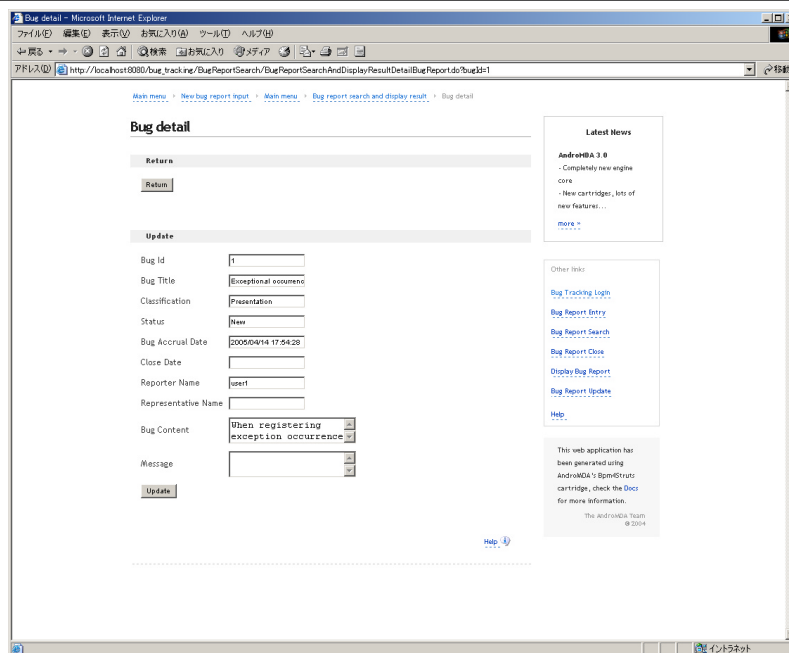 Bug detail - Microsoft Internet Explorer
ファイル(F) 編集(E) 表示(V) お気に入り(A) ツール(T) ヘルプ(H)
戻る 検索 お気に入り メディア
アドレス(D) http://localhost:8080/bug_tracking/BugReportSearch/BugReportSearchAndDisplayResultDetailBugReport.do?bugId=1 移動
Main menu New bug report input Main menu Bug report search and display result Bug detail
Bug detail
Return
Return
Update
Bug Id 1
Bug Title Exceptional occurrenc
Classification Presentation
Status New
Bug Accrual Date 2005/04/14 17:54:28
Close Date
Reporter Name user1
Representative Name
Bug Content When registering
exception occurrence
Message
Update
Help
Latest News
AndroMDA 3.0
- Completely new engine
core
- New cartridges, lots of
new features...
more »
Other links
Bug Tracking Login
Bug Report Entry
Bug Report Search
Bug Report Close
Display Bug Report
Bug Report Update
Help
This web application has
been generated using
AndroMDA's Bpm4Struts
cartridge, check the Docs
for more information.
The AndroMDA Team
© 2004
イントラネット